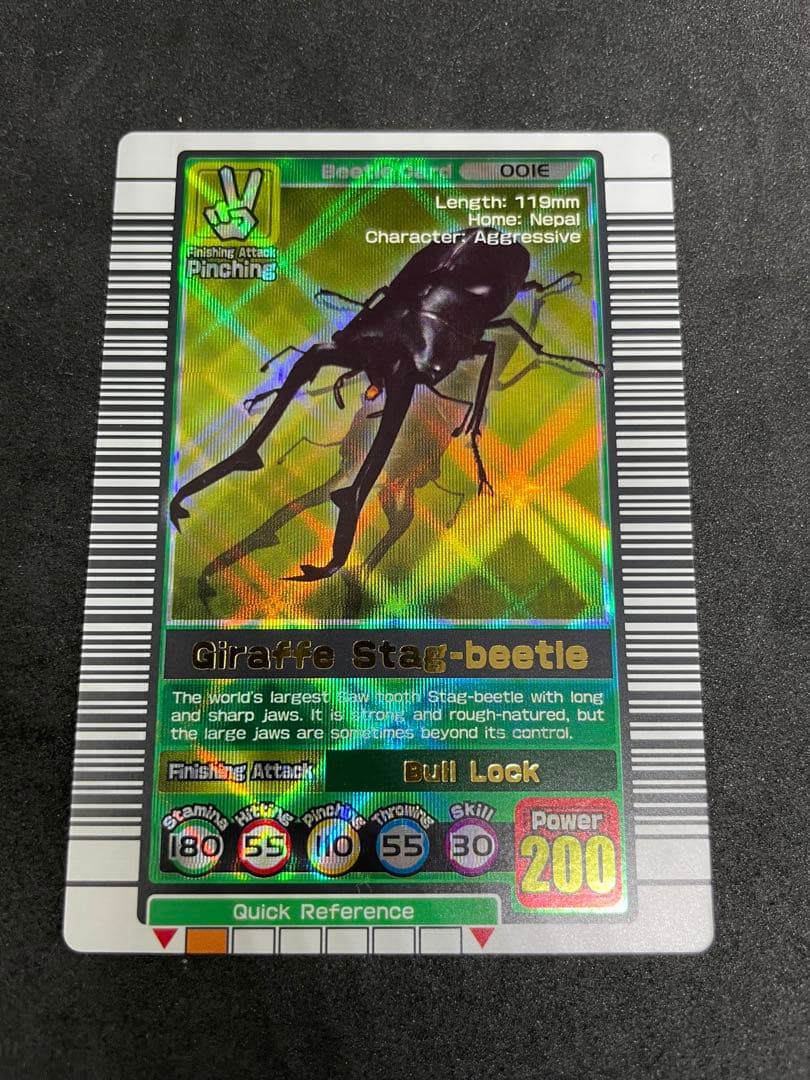 Beetle Card 001E
Length: 119mm
Home: Nepal
Character: Aggressive
Finishing Attack
Pinching
Giraffe Stag-beetle
The world's largest Saw tooth Stag-beetle with long
and sharp jaws. It is strong and rough-natured, but
the large jaws are sometimes beyond its control.
Finishing Attack Bull Lock
Stamina Hitting Pinching Throwing Skill Power
180 55 110 55 30 200
Quick Reference